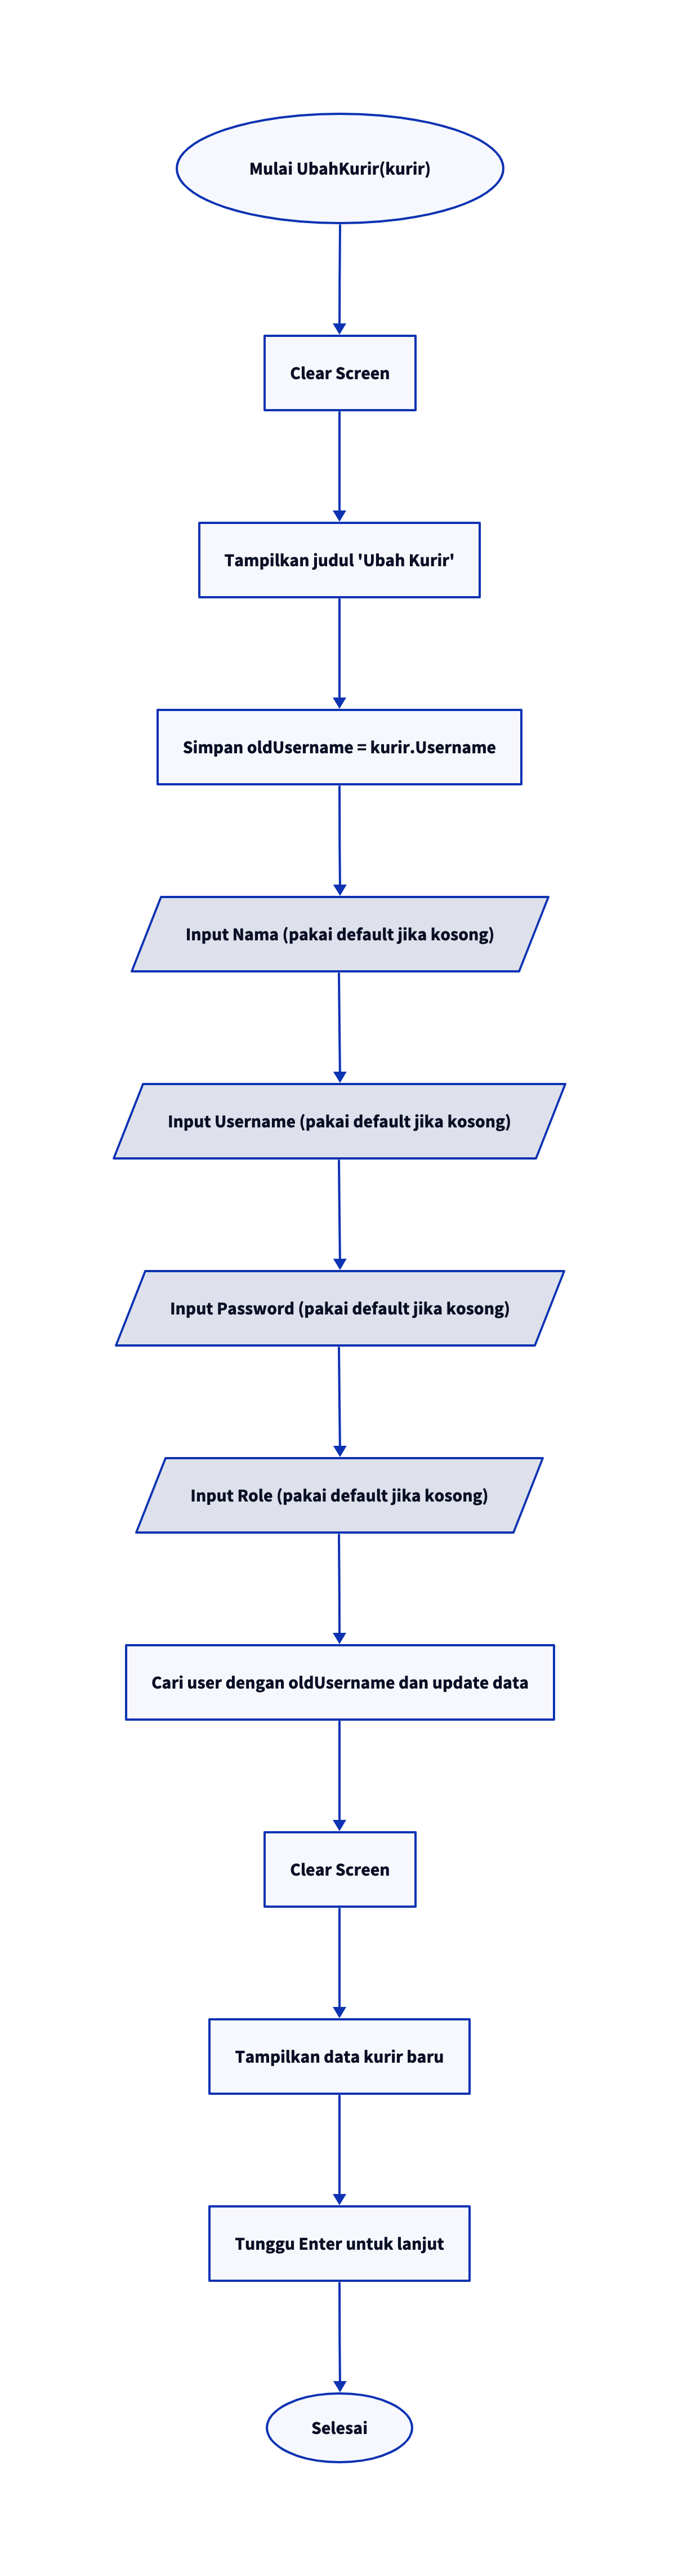 Mulai UbahKurir(kurir)
Clear Screen
Tampilkan judul 'Ubah Kurir'
Simpan oldUsername = kurir.Username
Input Nama (pakai default jika kosong)
Input Username (pakai default jika kosong)
Input Password (pakai default jika kosong)
Input Role (pakai default jika kosong)
Cari user dengan oldUsername dan update data
Clear Screen
Tampilkan data kurir baru
Tunggu Enter untuk lanjut
Selesai